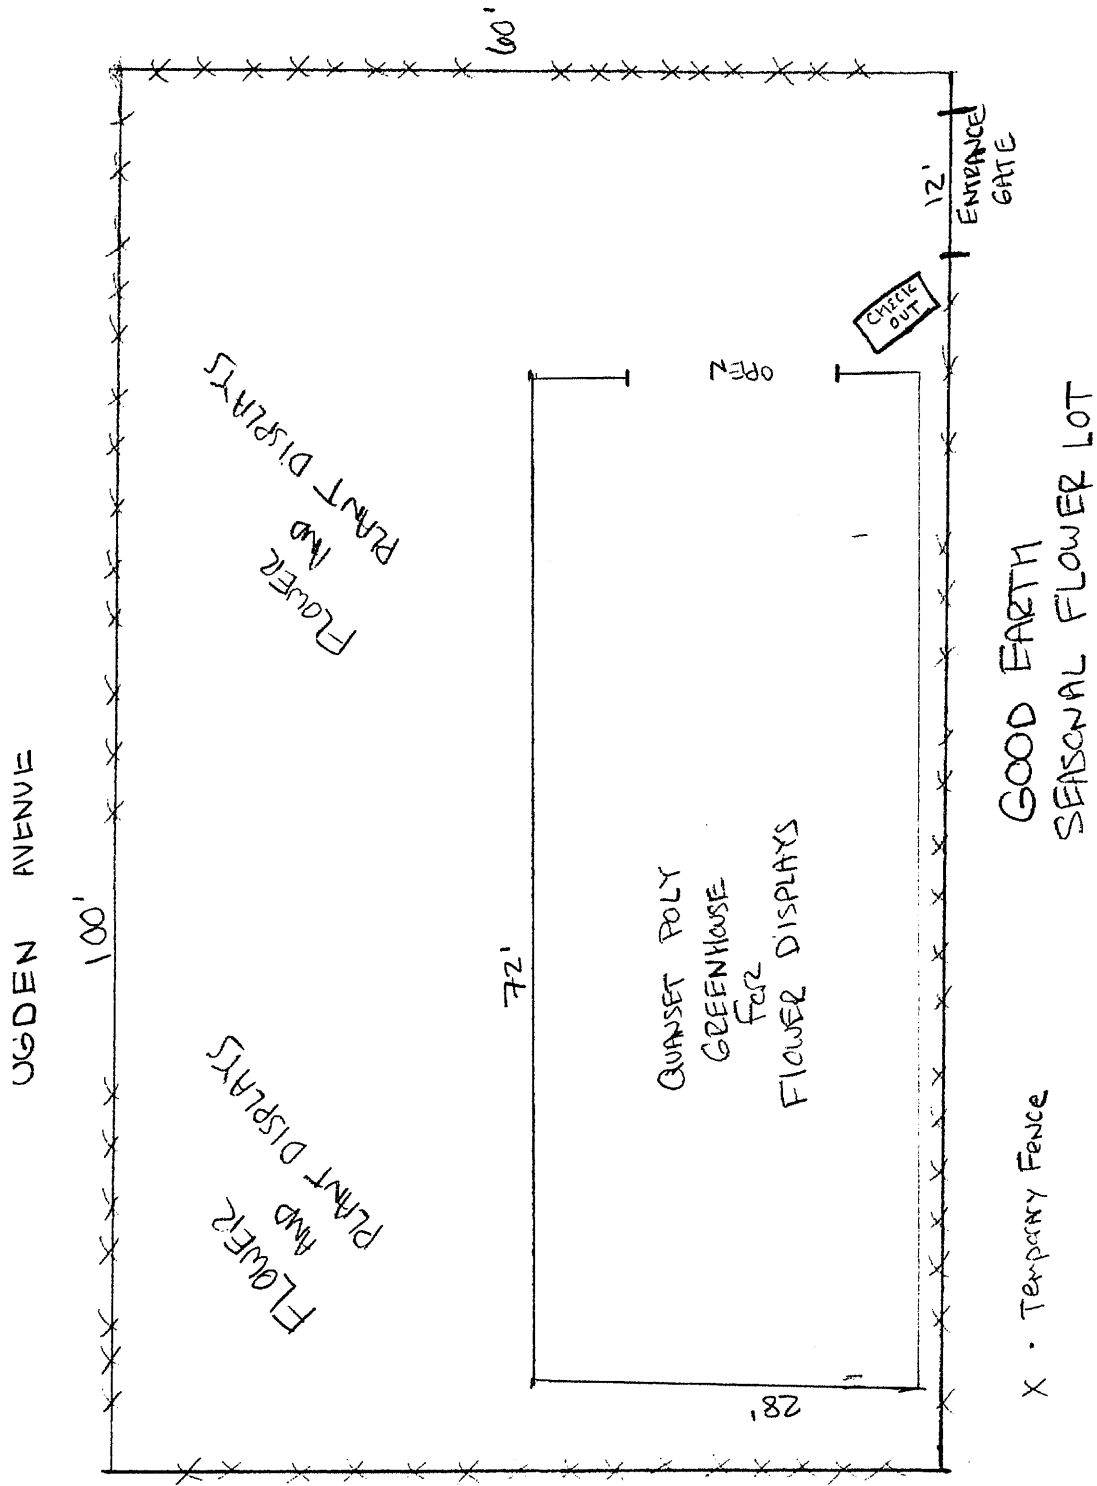 60'
UGDEN AVENUE
100'
FLOWER
AND
PLANT DISPLAYS
FLOWER
AND
PLANT DISPLAYS
72'
28'
QUANSET POLY
GREENHOUSE
FOR
FLOWER DISPLAYS
OPEN
CHECK
OUT
12'
ENTRANCE
GATE
X · Temporary Fence
GOOD EARTH
SEASONAL FLOWER LOT